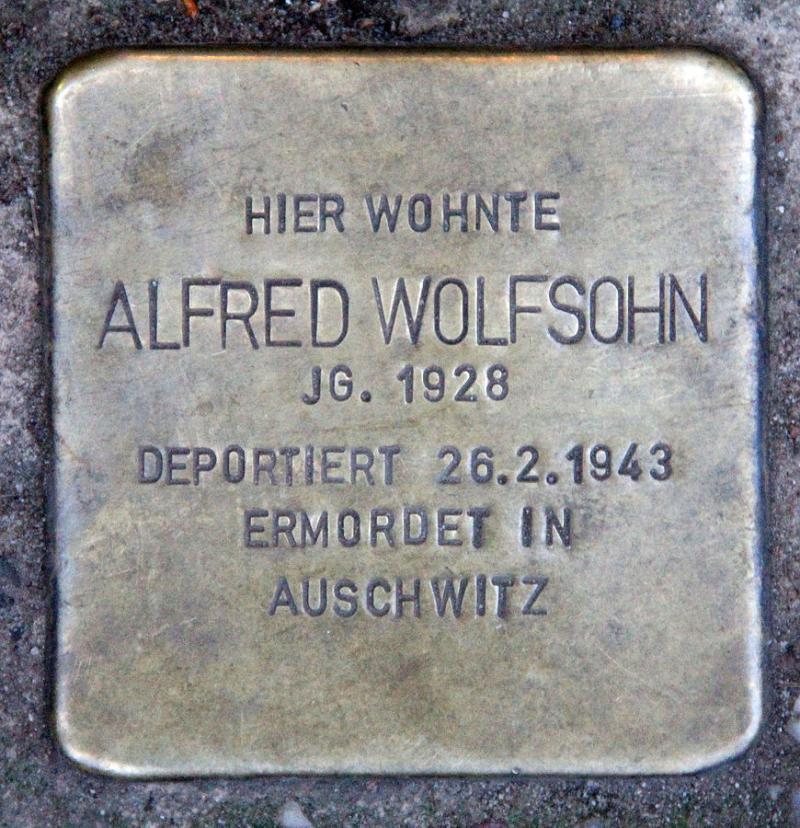 HIER WOHNTE
ALFRED WOLFSOHN
JG. 1928
DEPORTIERT 26.2.1943
ERMORDET IN
AUSCHWITZ